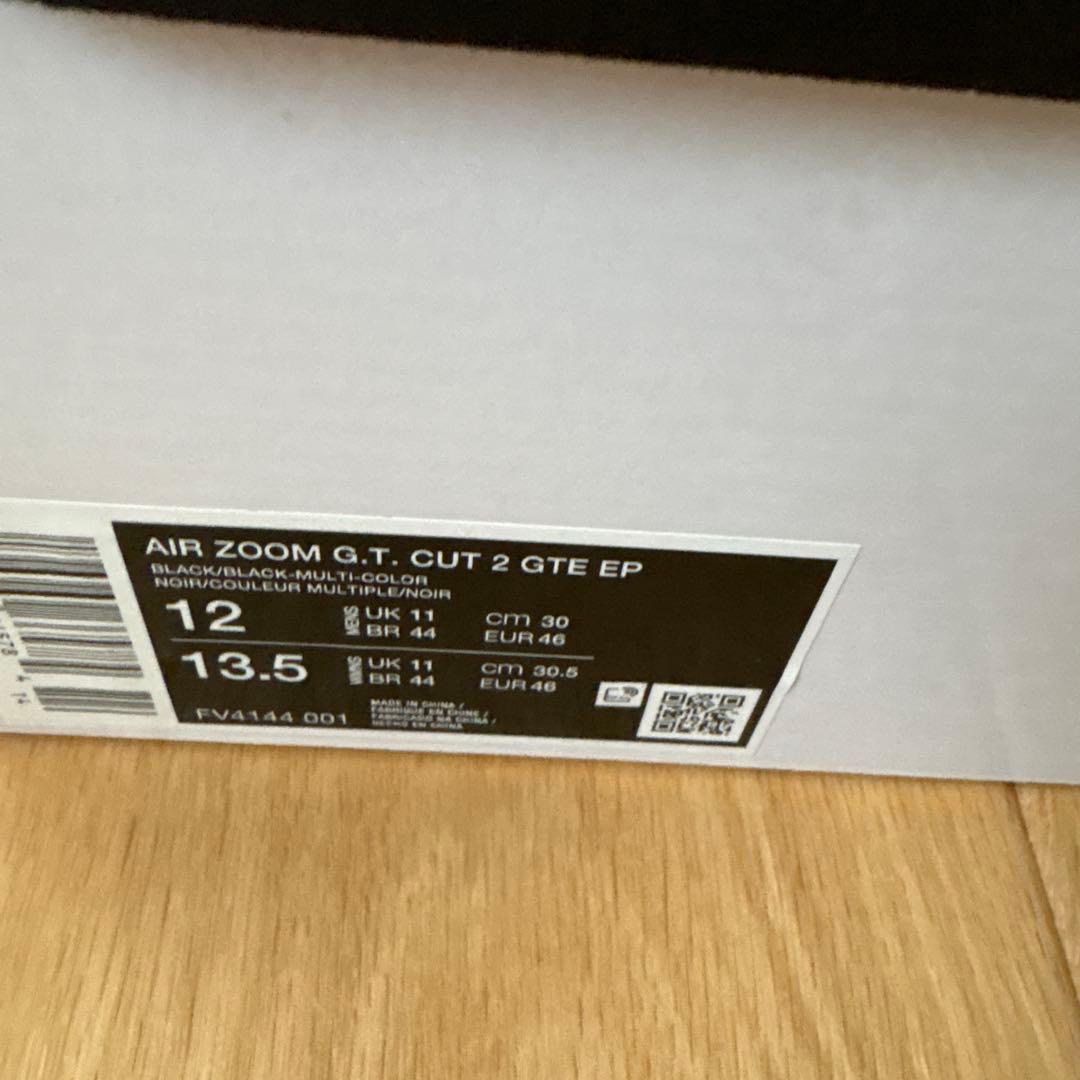 AIR ZOOM G.T. CUT 2 GTE EP
BLACK/BLACK-MULTI-COLOR
NOIR/COULEUR MULTIPLE/NOIR
12 MENS UK 11 cm 30
BR 44 EUR 46
13.5 WMNS UK 11 cm 30.5
BR 44 EUR 46
FV4144 001
MADE IN CHINA /
FABRIQUÉ EN CHINE /
FABRICADO NA CHINA /
HECHO EN CHINA